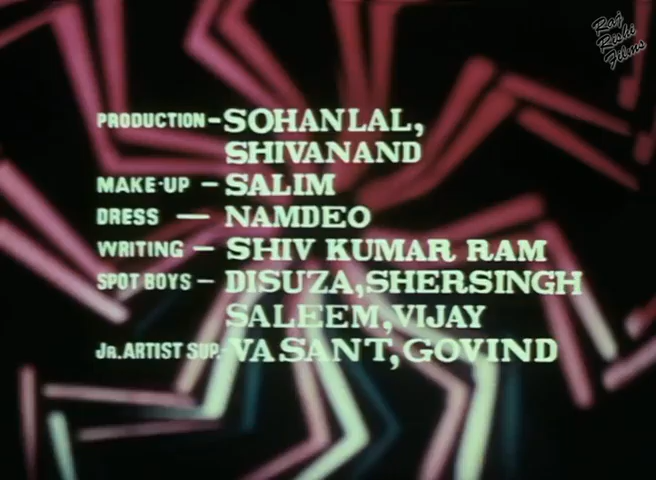 Raj
Rishi
Films
PRODUCTION-SOHANLAL,
SHIVANAND
MAKE-UP - SALIM
DRESS - NAMDEO
WRITING - SHIV KUMAR RAM
SPOT BOYS - DISUZA,SHERSINGH
SALEEM,VIJAY
JR.ARTIST SUP.-VASANT,GOVIND